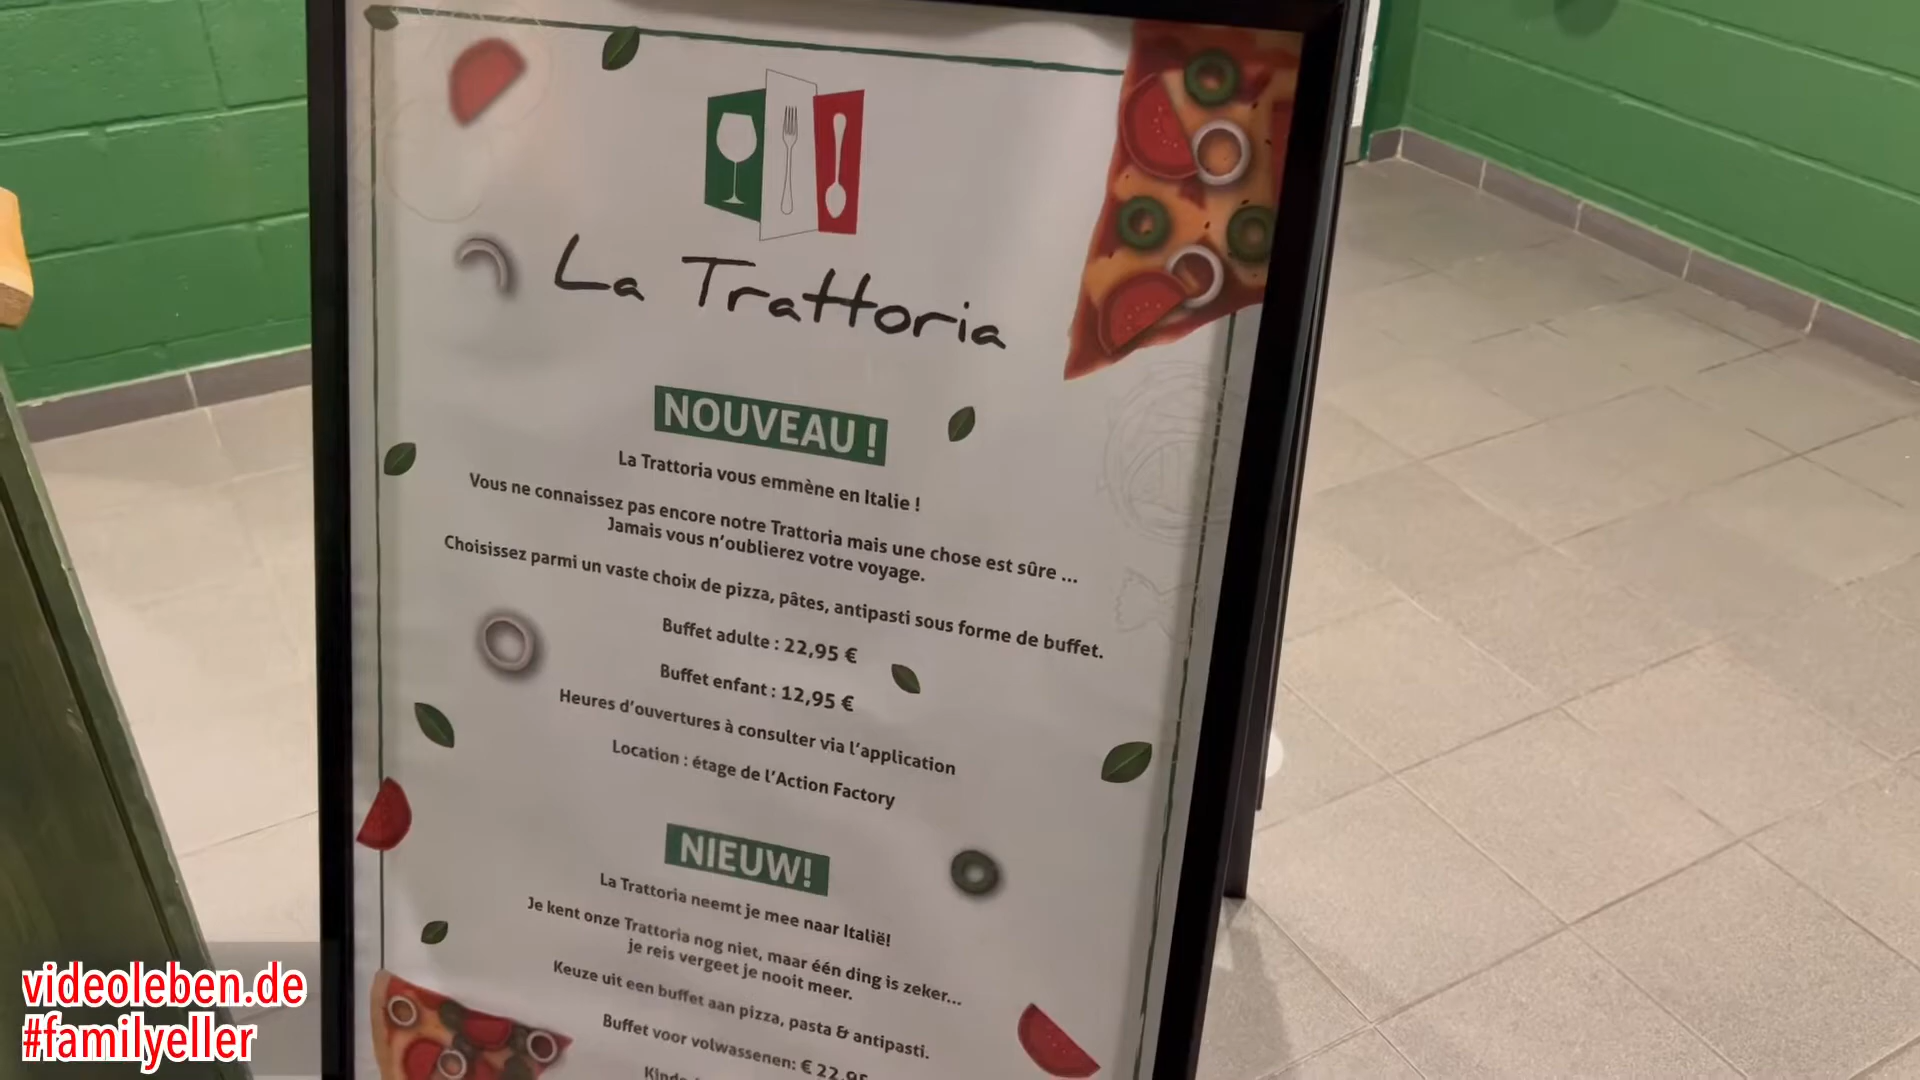 La Trattoria
NOUVEAU !
La Trattoria vous emmène en Italie !
Vous ne connaissez pas encore notre Trattoria mais une chose est sûre ...
Jamais vous n'oublierez votre voyage.
Choisissez parmi un vaste choix de pizza, pâtes, antipasti sous forme de buffet.
Buffet adulte : 22,95 €
Buffet enfant : 12,95 €
Heures d'ouvertures à consulter via l'application
Location : étage de l'Action Factory
NIEUW!
La Trattoria neemt je mee naar Italië!
Je kent onze Trattoria nog niet, maar één ding is zeker...
je reis vergeet je nooit meer.
Keuze uit een buffet aan pizza, pasta & antipasti.
Buffet voor volwassenen: € 22,95
videoleben.de
#familyeller